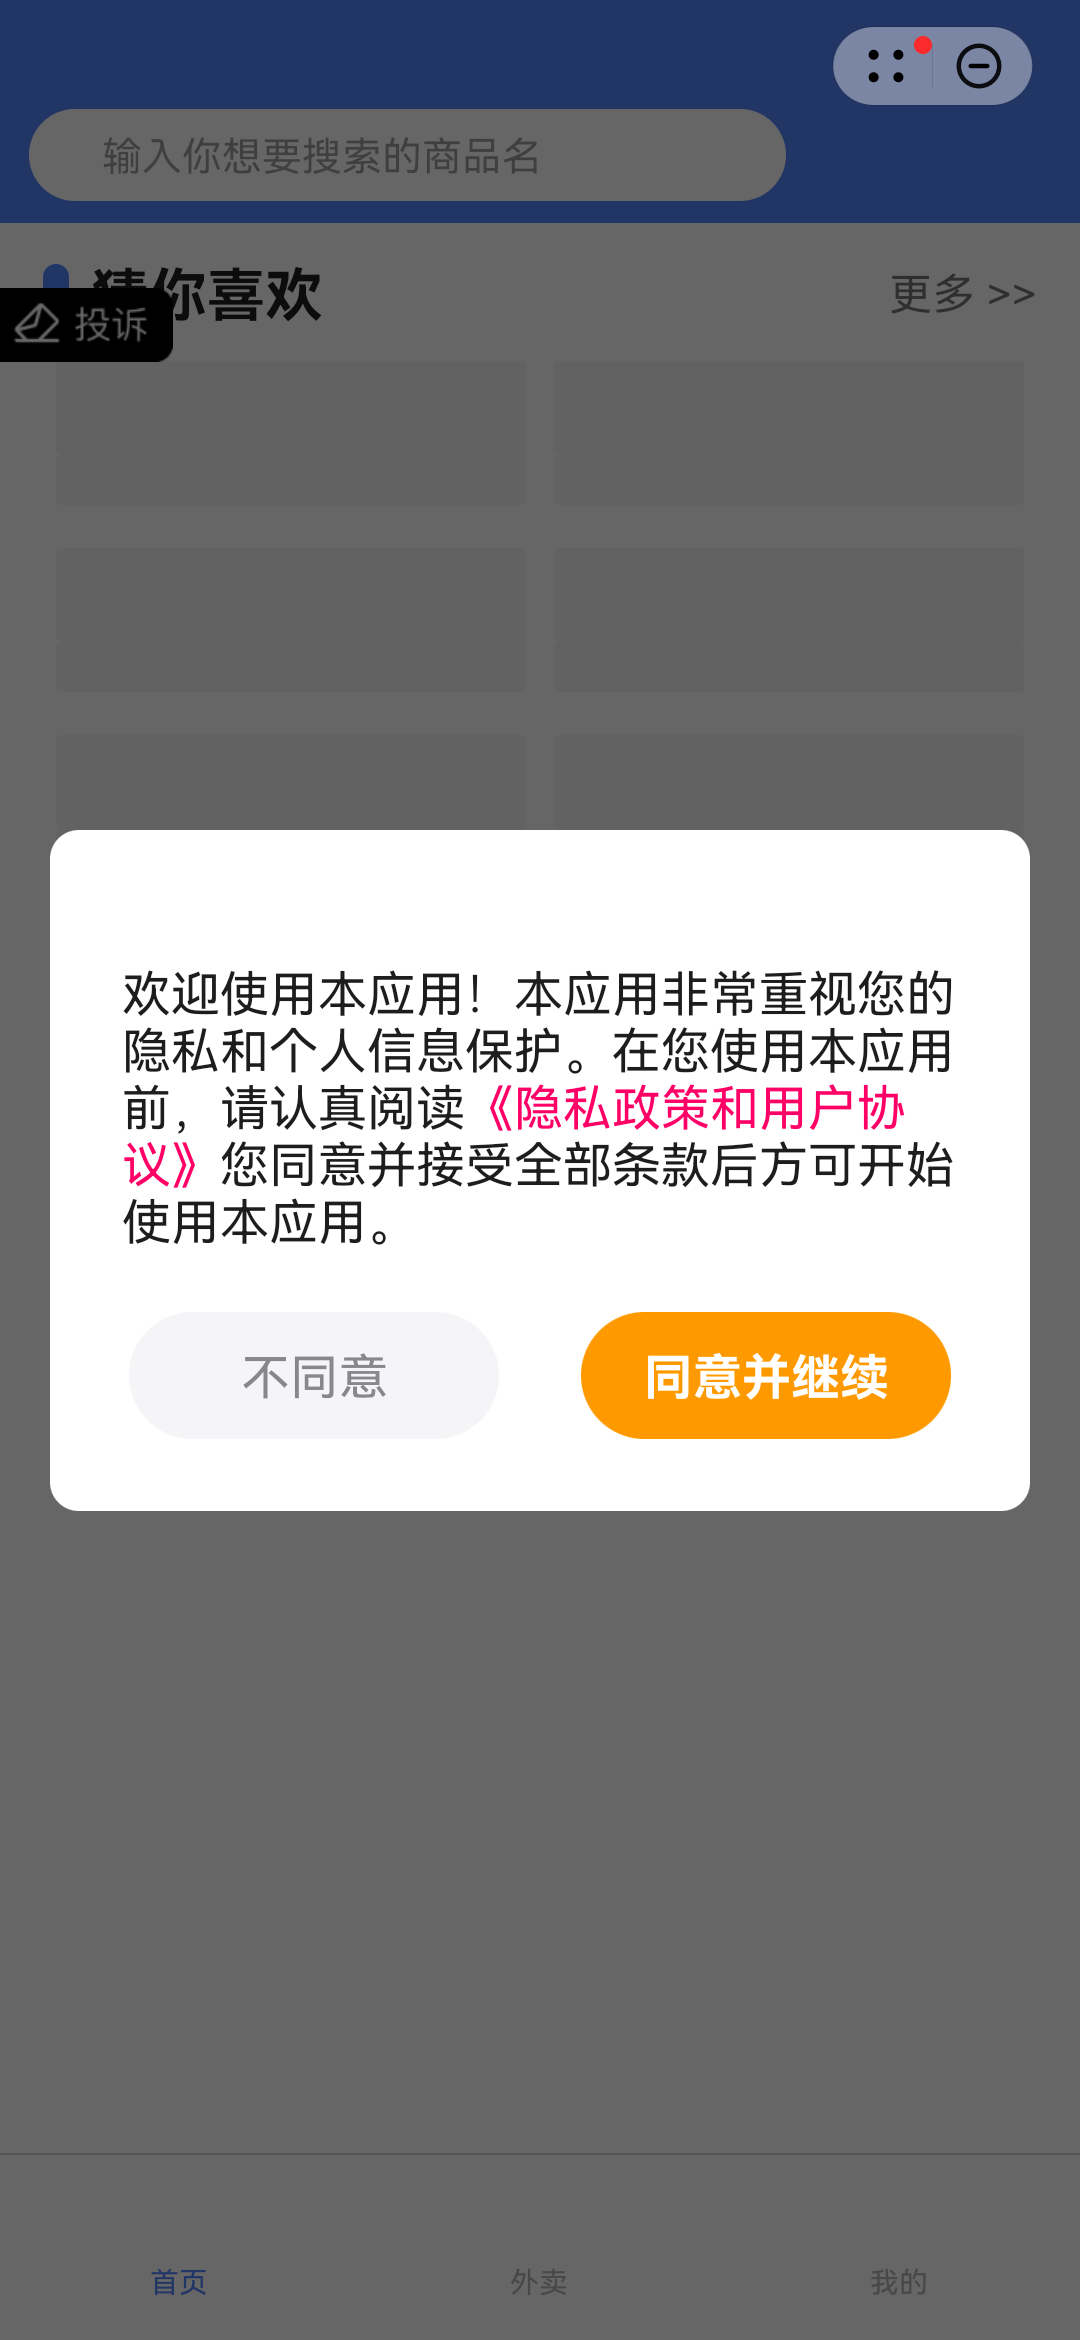 输入你想要搜索的商品名
猜你喜欢
更多 >>
投诉
欢迎使用本应用！本应用非常重视您的
隐私和个人信息保护。在您使用本应用
前，请认真阅读《隐私政策和用户协
议》您同意并接受全部条款后方可开始
使用本应用。
不同意
同意并继续
首页
外卖
我的